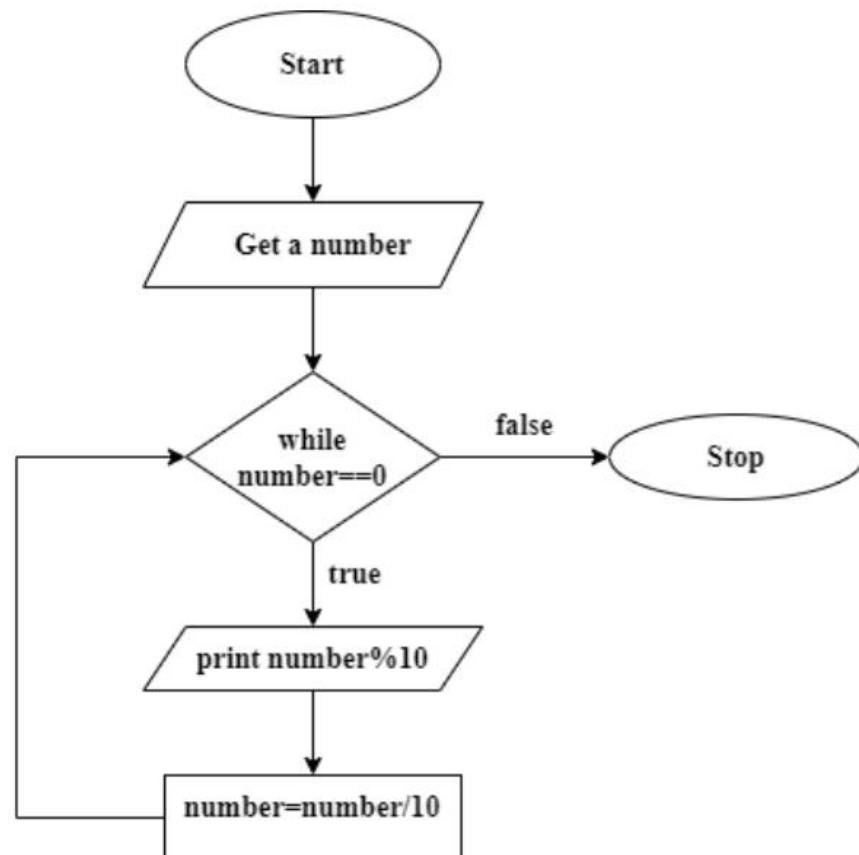 Start
Get a number
while
number==0
false
Stop
true
print number%10
number=number/10